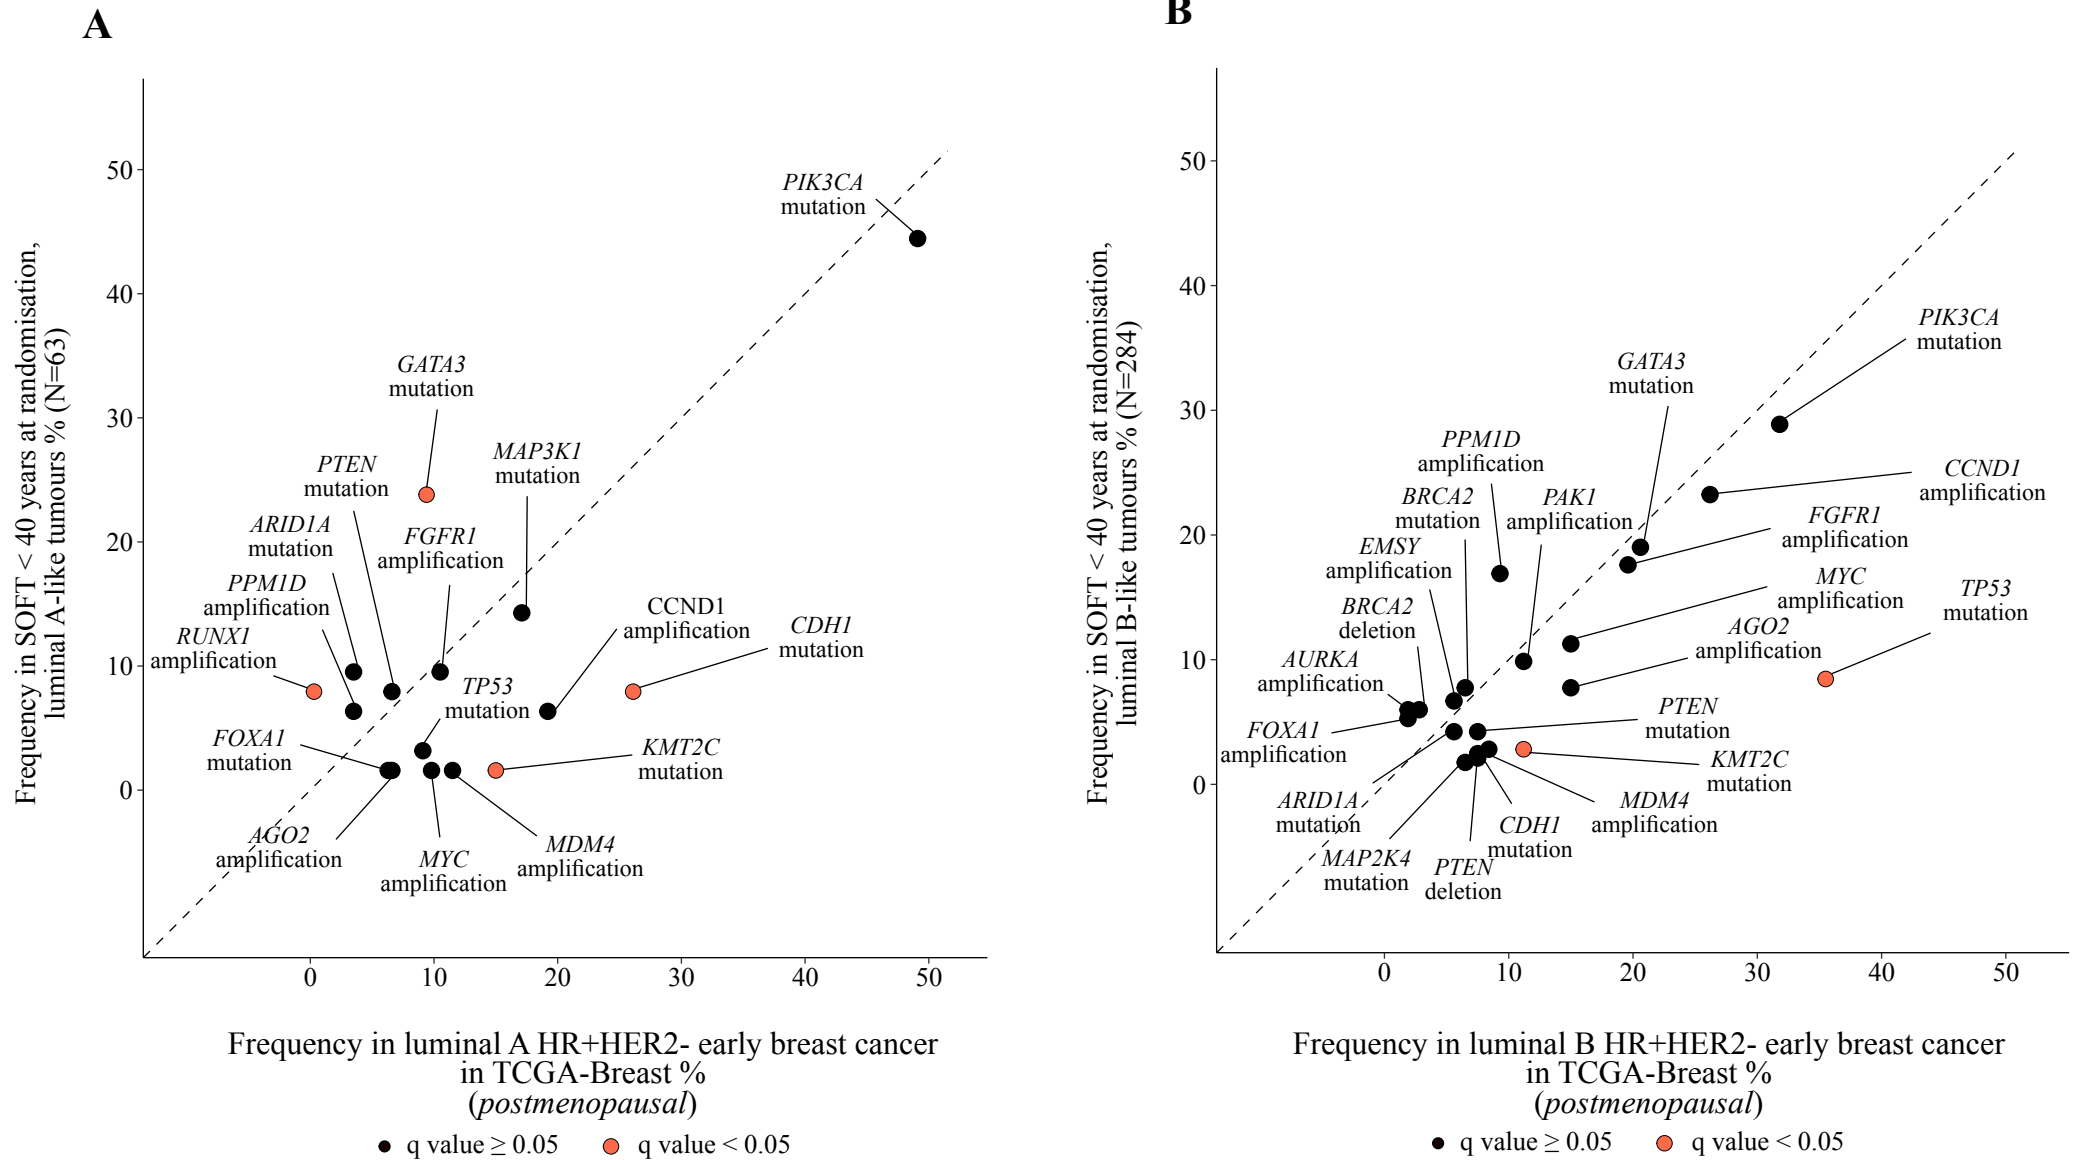 A
Frequency in SOFT < 40 years at randomisation,
luminal A-like tumours % (N=63)
50
40
30
20
10
0
PIK3CA
mutation
GATA3
mutation
MAP3K1
mutation
PTEN
mutation
ARID1A
mutation
FGFR1
amplification
PPM1D
amplification
RUNX1
amplification
CCND1
amplification
CDH1
mutation
TP53
mutation
FOXA1
mutation
KMT2C
mutation
AGO2
amplification
MYC
amplification
MDM4
amplification
0
10
20
30
40
50
Frequency in luminal A HR+HER2- early breast cancer
in TCGA-Breast %
(postmenopausal)
q value ≥ 0.05
q value < 0.05
B
Frequency in SOFT < 40 years at randomisation,
luminal B-like tumours % (N=284)
50
40
30
20
10
0
PIK3CA
mutation
GATA3
mutation
PPM1D
amplification
CCND1
amplification
BRCA2
mutation
PAK1
amplification
FGFR1
amplification
EMSY
amplification
MYC
amplification
TP53
mutation
BRCA2
deletion
AGO2
amplification
AURKA
amplification
FOXA1
amplification
PTEN
mutation
KMT2C
mutation
ARID1A
mutation
MDM4
amplification
CDH1
mutation
MAP2K4
mutation
PTEN
deletion
0
10
20
30
40
50
Frequency in luminal B HR+HER2- early breast cancer
in TCGA-Breast %
(postmenopausal)
q value ≥ 0.05
q value < 0.05